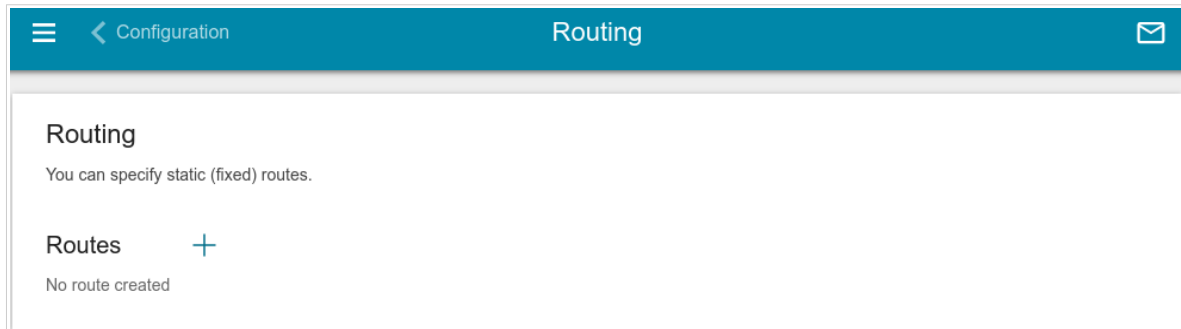 Configuration
Routing
Routing
You can specify static (fixed) routes.
Routes
No route created